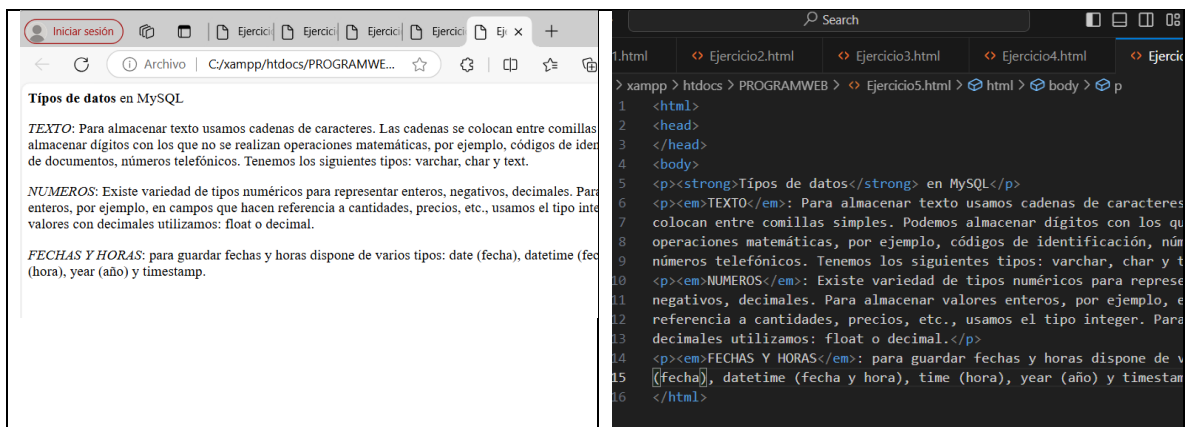 Iniciar sesión
Ejercici
Ejercici
Ejercici
Ejercici
Ej
Archivo | C:/xampp/htdocs/PROGRAMWE...
Típos de datos en MySQL
TEXTO: Para almacenar texto usamos cadenas de caracteres. Las cadenas se colocan entre comillas
almacenar dígitos con los que no se realizan operaciones matemáticas, por ejemplo, códigos de iden
de documentos, números telefónicos. Tenemos los siguientes tipos: varchar, char y text.
NUMEROS: Existe variedad de tipos numéricos para representar enteros, negativos, decimales. Para
enteros, por ejemplo, en campos que hacen referencia a cantidades, precios, etc., usamos el tipo inte
valores con decimales utilizamos: float o decimal.
FECHAS Y HORAS: para guardar fechas y horas dispone de varios tipos: date (fecha), datetime (fec
(hora), year (año) y timestamp.
Search
1.html
Ejercicio2.html
Ejercicio3.html
Ejercicio4.html
Ejercic
> xampp > htdocs > PROGRAMWEB > Ejercicio5.html > html > body > p
1 <html>
2 <head>
3 </head>
4 <body>
5 <p><strong>Típos de datos</strong> en MySQL</p>
6 <p><em>TEXTO</em>: Para almacenar texto usamos cadenas de caracteres
7 colocan entre comillas simples. Podemos almacenar dígitos con los qu
8 operaciones matemáticas, por ejemplo, códigos de identificación, núm
9 números telefónicos. Tenemos los siguientes tipos: varchar, char y t
10 <p><em>NUMEROS</em>: Existe variedad de tipos numéricos para represe
11 negativos, decimales. Para almacenar valores enteros, por ejemplo, e
12 referencia a cantidades, precios, etc., usamos el tipo integer. Para
13 decimales utilizamos: float o decimal.</p>
14 <p><em>FECHAS Y HORAS</em>: para guardar fechas y horas dispone de v
15 (fecha), datetime (fecha y hora), time (hora), year (año) y timestam
16 </html>